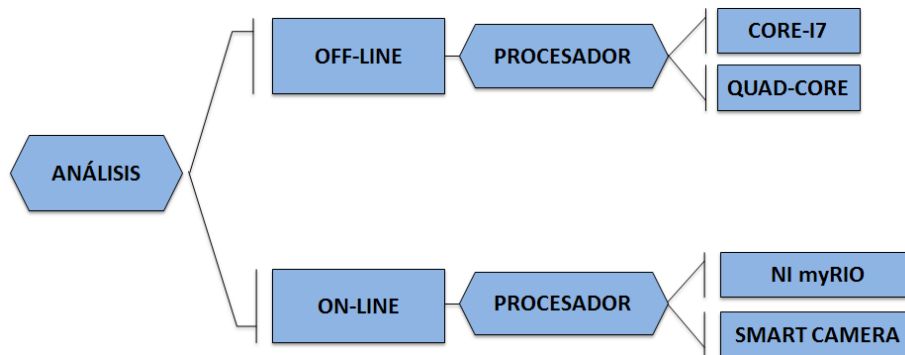 CORE-I7
OFF-LINE
PROCESADOR
QUAD-CORE
ANÁLISIS
NI myRIO
ON-LINE
PROCESADOR
SMART CAMERA